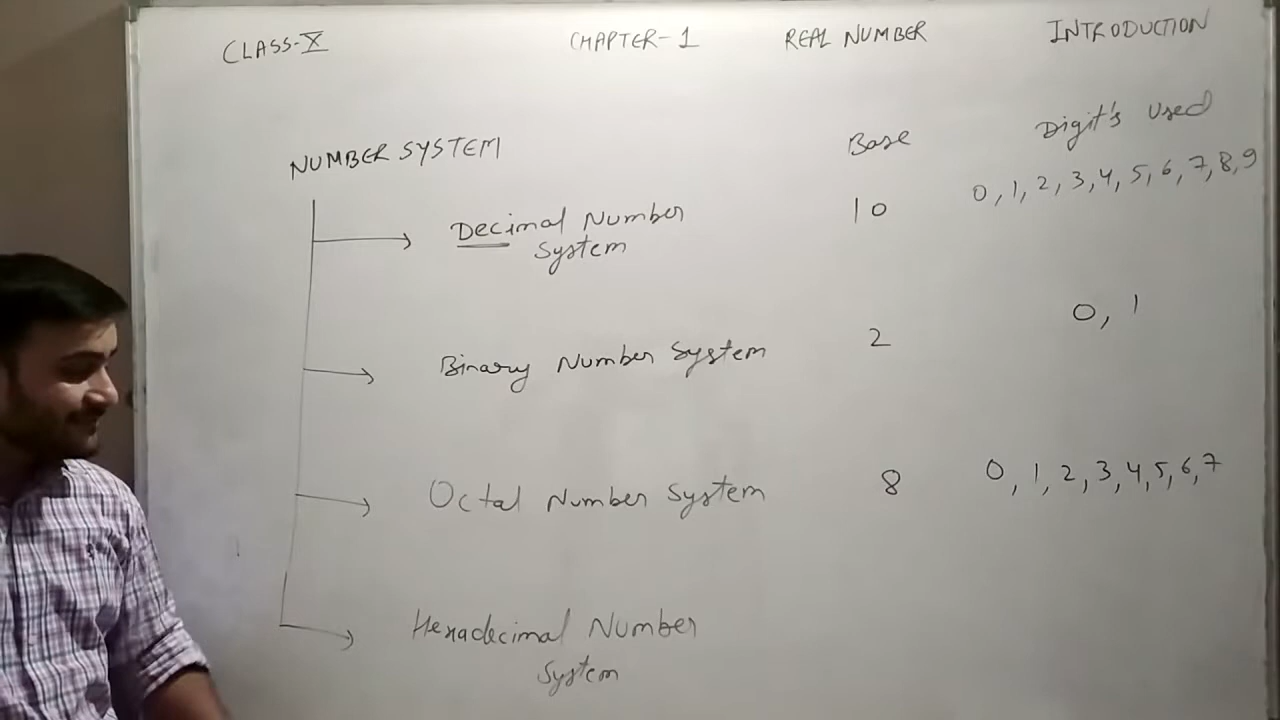 CLASS-X CHAPTER-1 REAL NUMBER INTRODUCTION
NUMBER SYSTEM Base Digit's Used
Decimal Number 10 0,1,2,3,4,5,6,7,8,9
System
Binary Number System 2 0, 1
Octal Number System 8 0,1,2,3,4,5,6,7
Hexadecimal Number
System